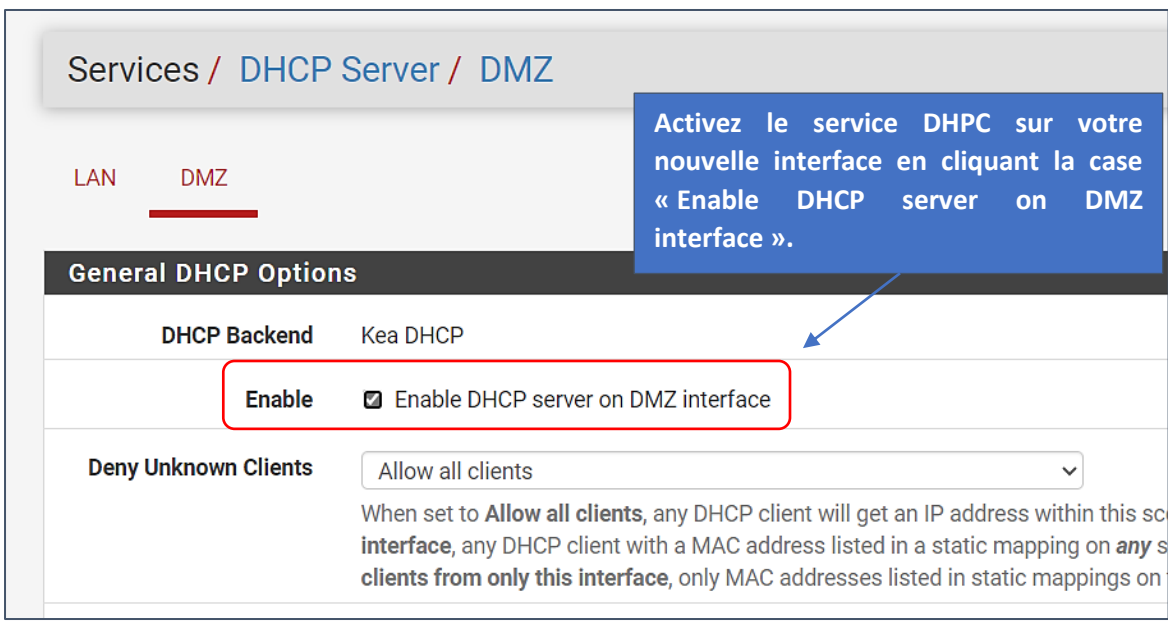 Services / DHCP Server / DMZ
Activez le service DHPC sur votre
nouvelle interface en cliquant la case
« Enable DHCP server on DMZ
interface ».
LAN DMZ
General DHCP Options
DHCP Backend Kea DHCP
Enable Enable DHCP server on DMZ interface
Deny Unknown Clients Allow all clients
When set to Allow all clients, any DHCP client will get an IP address within this
interface, any DHCP client with a MAC address listed in a static mapping on any
clients from only this interface, only MAC addresses listed in static mappings on